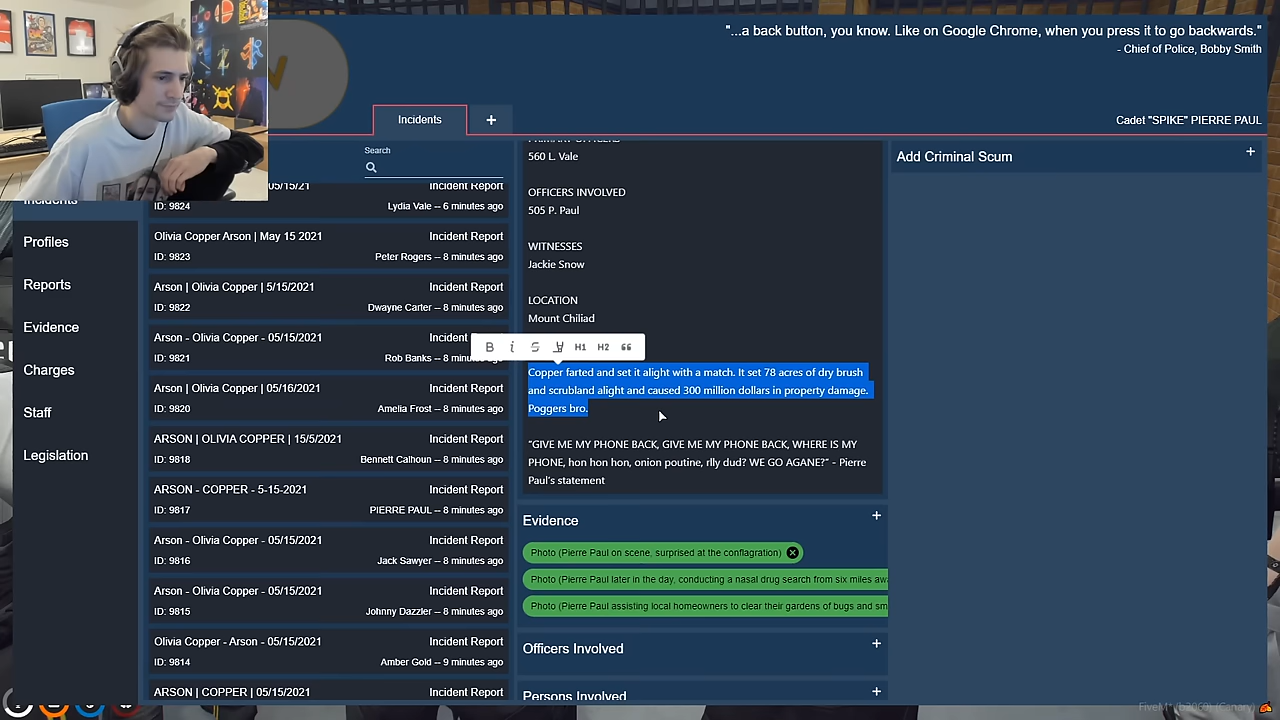 "...a back button, you know. Like on Google Chrome, when you press it to go backwards."
- Chief of Police, Bobby Smith
Incidents
+
Cadet "SPIKE" PIERRE PAUL
Incidents
Profiles
Reports
Evidence
Charges
Staff
Legislation
Search
05/15/21 Incident Report
ID: 9824 Lydia Vale – 6 minutes ago
Olivia Copper Arson | May 15 2021 Incident Report
ID: 9823 Peter Rogers – 8 minutes ago
Arson | Olivia Copper | 5/15/2021 Incident Report
ID: 9822 Dwayne Carter – 8 minutes ago
Arson - Olivia Copper - 05/15/2021 Incident
ID: 9821 Rob Banks – 8 minutes ago
Arson | Olivia Copper | 05/16/2021 Incident Report
ID: 9820 Amelia Frost – 8 minutes ago
ARSON | OLIVIA COPPER | 15/5/2021 Incident Report
ID: 9818 Bennett Calhoun – 8 minutes ago
ARSON - COPPER - 5-15-2021 Incident Report
ID: 9817 PIERRE PAUL – 8 minutes ago
Arson - Olivia Copper - 05/15/2021 Incident Report
ID: 9816 Jack Sawyer – 8 minutes ago
Arson - Olivia Copper - 05/15/2021 Incident Report
ID: 9815 Johnny Dazzler – 8 minutes ago
Olivia Copper - Arson - 05/15/2021 Incident Report
ID: 9814 Amber Gold – 9 minutes ago
ARSON | COPPER | 05/15/2021 Incident Report
PRIMARY OFFICERS
560 L. Vale
OFFICERS INVOLVED
505 P. Paul
WITNESSES
Jackie Snow
LOCATION
Mount Chiliad
B i S H1 H2 “
Copper farted and set it alight with a match. It set 78 acres of dry brush
and scrubland alight and caused 300 million dollars in property damage.
Poggers bro.
"GIVE ME MY PHONE BACK, GIVE ME MY PHONE BACK, WHERE IS MY
PHONE, hon hon hon, onion poutine, rlly dud? WE GO AGANE?" - Pierre
Paul's statement
Evidence +
Photo (Pierre Paul on scene, surprised at the conflagration)
Photo (Pierre Paul later in the day, conducting a nasal drug search from six miles
Photo (Pierre Paul assisting local homeowners to clear their gardens of bugs and
Officers Involved +
Persons Involved +
Add Criminal Scum +